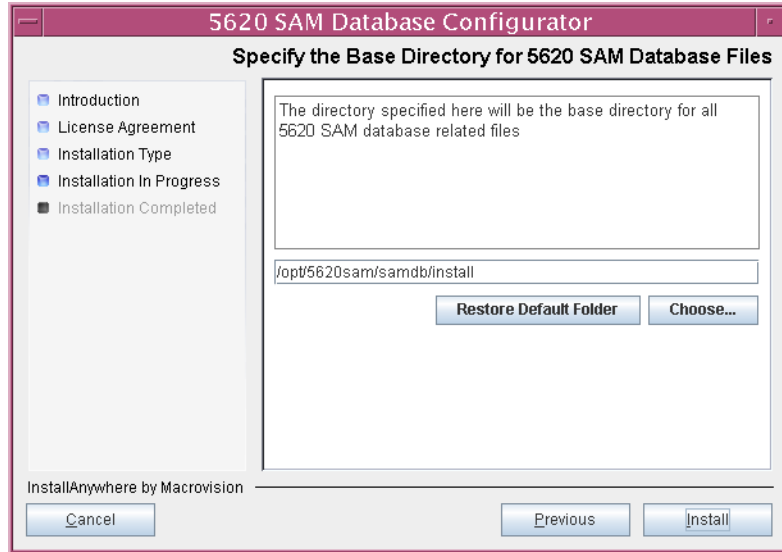 5620 SAM Database Configurator
Specify the Base Directory for 5620 SAM Database Files
Introduction
License Agreement
Installation Type
Installation In Progress
Installation Completed
The directory specified here will be the base directory for all
5620 SAM database related files
/opt/5620sam/samdb/install
Restore Default Folder
Choose...
InstallAnywhere by Macrovision
Cancel
Previous
Install